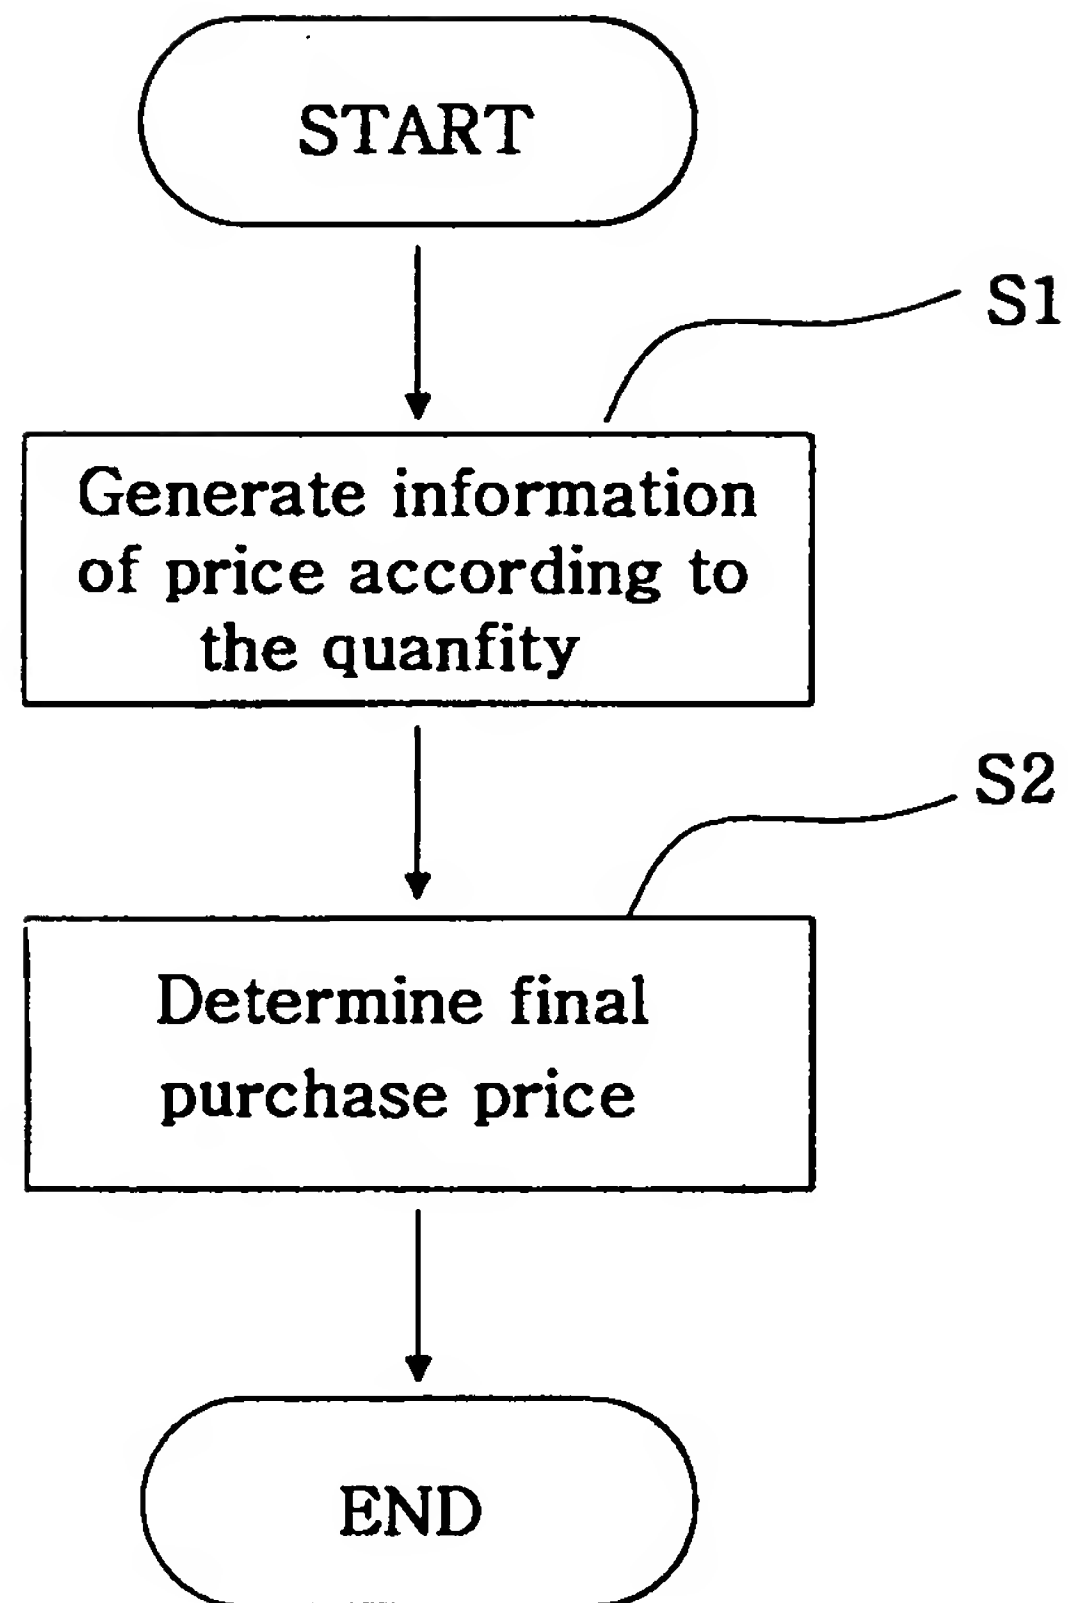 START
S1
Generate information
of price according to
the quanfity
S2
Determine final
purchase price
END